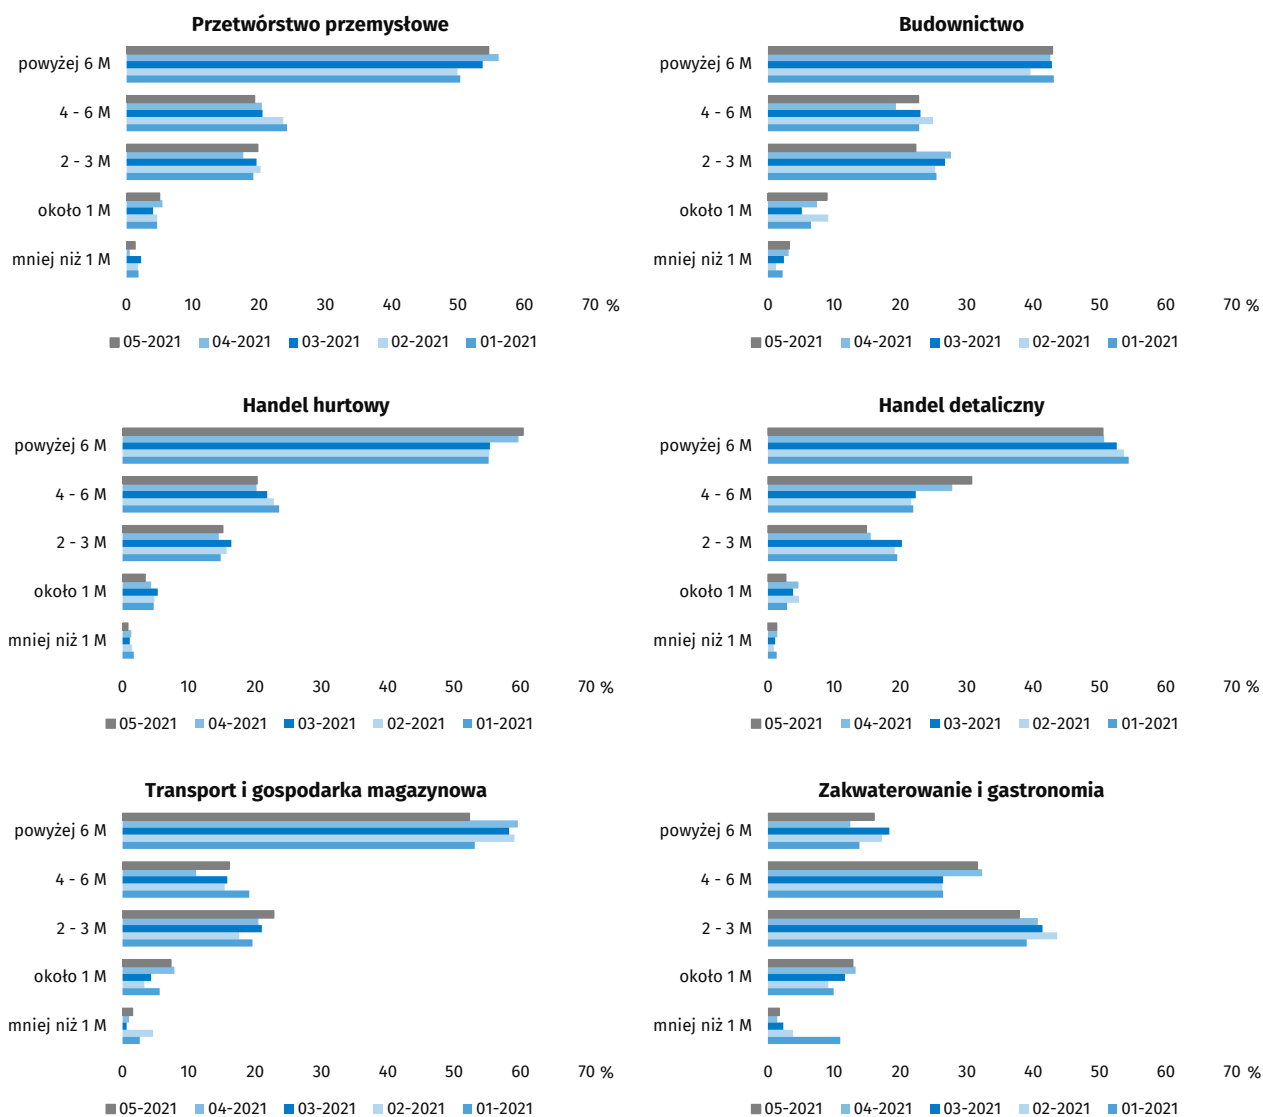 Przetwórstwo przemysłowe
powyżej 6 M
4 - 6 M
2 - 3 M
około 1 M
mniej niż 1 M
0 10 20 30 40 50 60 70 %
05-2021 04-2021 03-2021 02-2021 01-2021
Budownictwo
powyżej 6 M
4 - 6 M
2 - 3 M
około 1 M
mniej niż 1 M
0 10 20 30 40 50 60 70 %
05-2021 04-2021 03-2021 02-2021 01-2021
Handel hurtowy
powyżej 6 M
4 - 6 M
2 - 3 M
około 1 M
mniej niż 1 M
0 10 20 30 40 50 60 70 %
05-2021 04-2021 03-2021 02-2021 01-2021
Handel detaliczny
powyżej 6 M
4 - 6 M
2 - 3 M
około 1 M
mniej niż 1 M
0 10 20 30 40 50 60 70 %
05-2021 04-2021 03-2021 02-2021 01-2021
Transport i gospodarka magazynowa
powyżej 6 M
4 - 6 M
2 - 3 M
około 1 M
mniej niż 1 M
0 10 20 30 40 50 60 70 %
05-2021 04-2021 03-2021 02-2021 01-2021
Zakwaterowanie i gastronomia
powyżej 6 M
4 - 6 M
2 - 3 M
około 1 M
mniej niż 1 M
0 10 20 30 40 50 60 70 %
05-2021 04-2021 03-2021 02-2021 01-2021